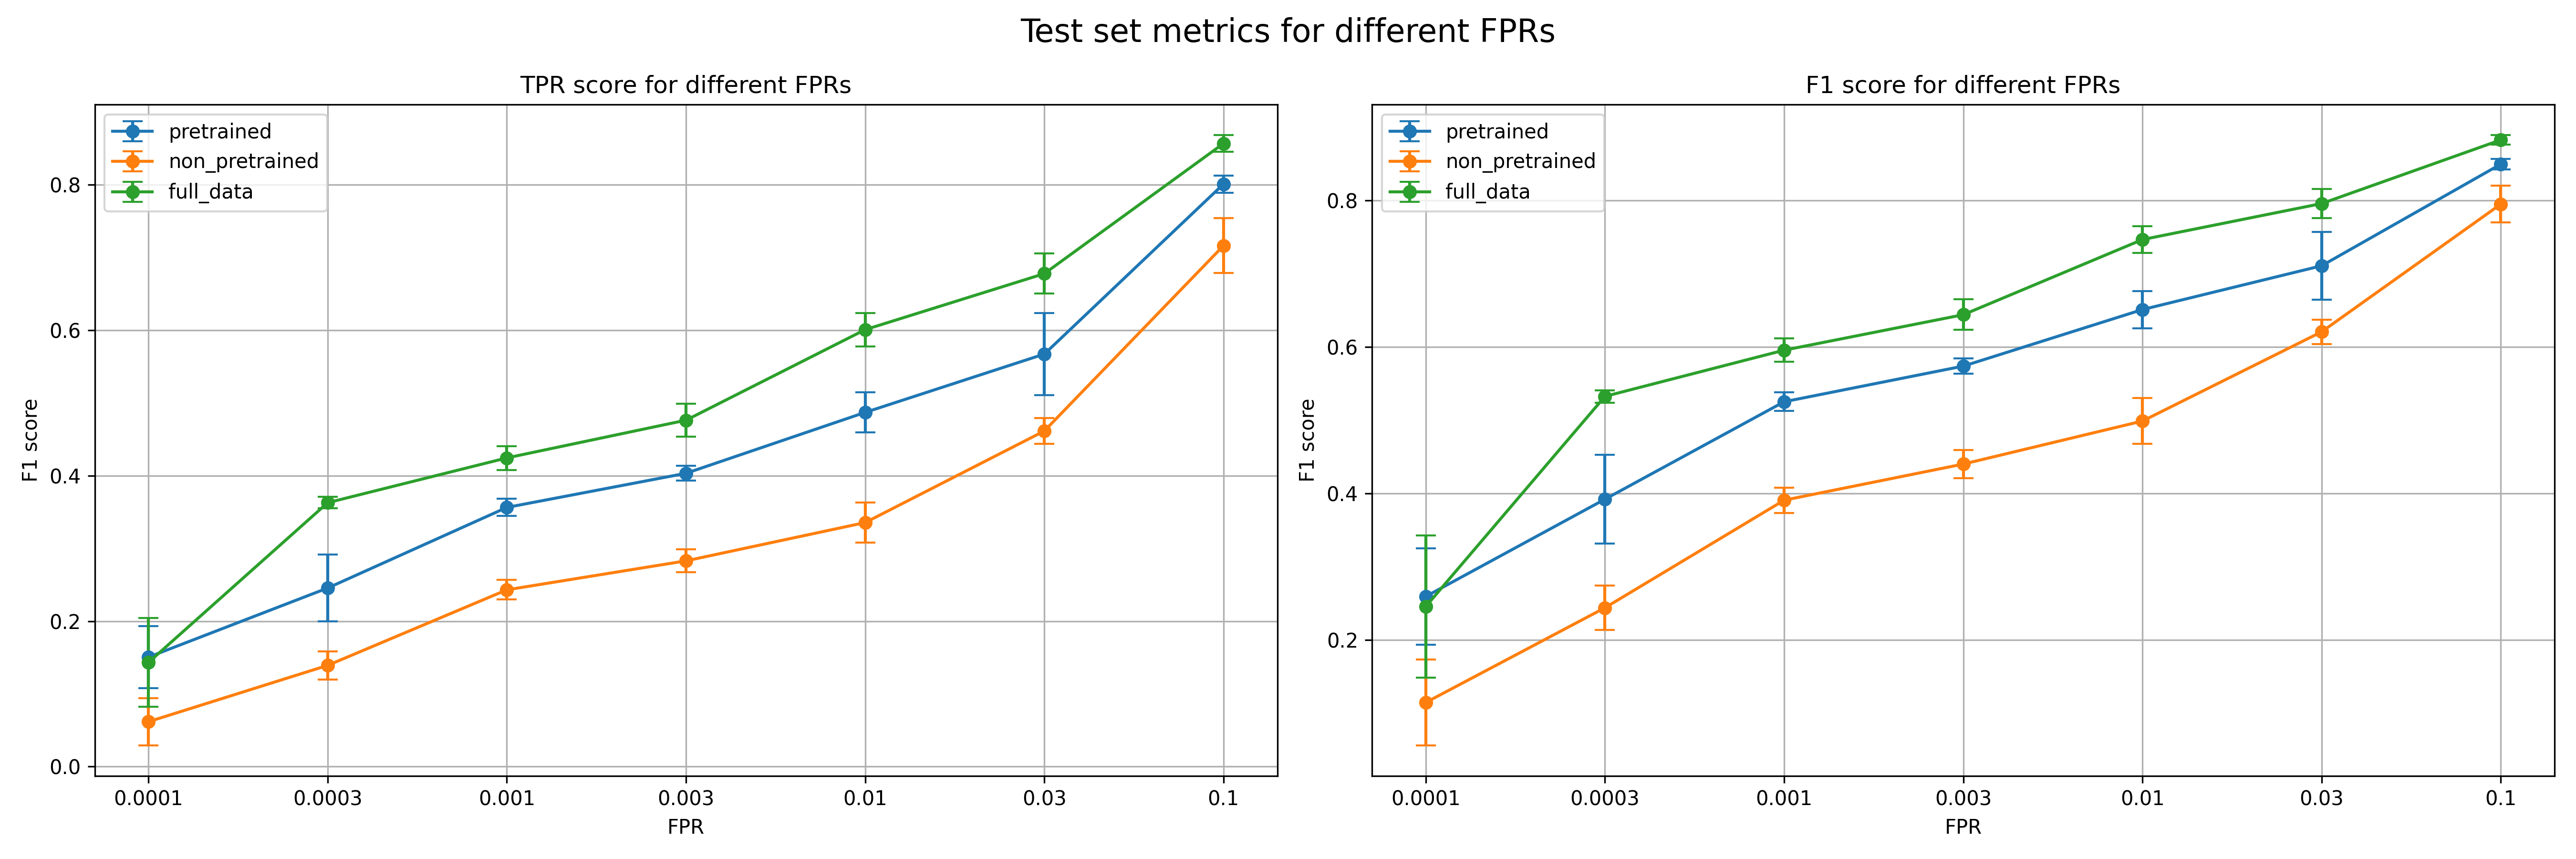 Test set metrics for different FPRs
TPR score for different FPRs
pretrained
non_pretrained
full_data
F1 score
0.8
0.6
0.4
0.2
0.0
0.0001 0.0003 0.001 0.003 0.01 0.03 0.1
FPR
F1 score for different FPRs
pretrained
non_pretrained
full_data
F1 score
0.8
0.6
0.4
0.2
0.0001 0.0003 0.001 0.003 0.01 0.03 0.1
FPR